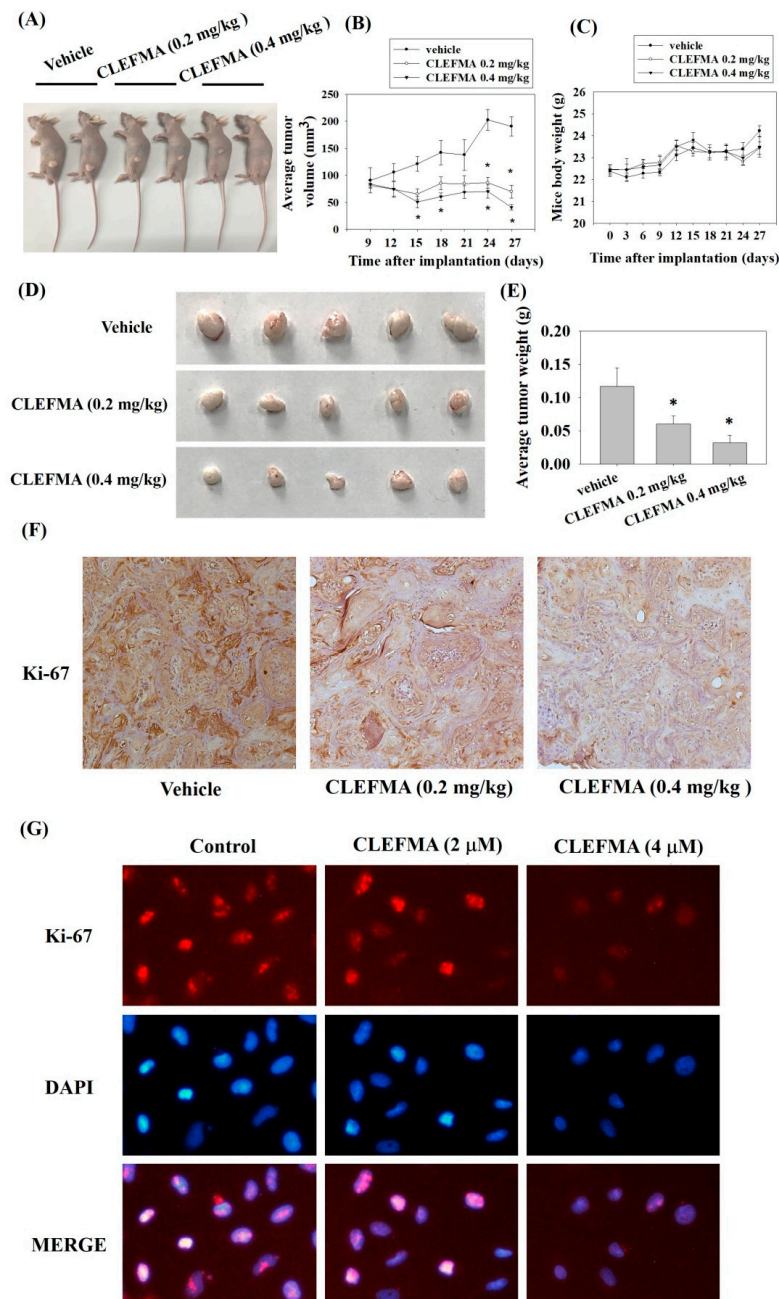 (A)
Vehicle
CLEFMA (0.2 mg/kg)
CLEFMA (0.4 mg/kg)
(B)
vehicle
CLEFMA 0.2 mg/kg
CLEFMA 0.4 mg/kg
Average tumor
volume (mm³)
250
200
150
100
50
0
*
*
*
*
*
*
9 12 15 18 21 24 27
Time after implantation (days)
(C)
vehicle
CLEFMA 0.2 mg/kg
CLEFMA 0.4 mg/kg
Mice body weight (g)
26
25
24
23
22
21
20
0 3 6 9 12 15 18 21 24 27
Time after implantation (days)
(D)
Vehicle
CLEFMA (0.2 mg/kg)
CLEFMA (0.4 mg/kg)
(E)
Average tumor weight (g)
0.20
0.15
0.10
0.05
0.00
*
*
vehicle
CLEFMA 0.2 mg/kg
CLEFMA 0.4 mg/kg
(F)
Ki-67
Vehicle
CLEFMA (0.2 mg/kg)
CLEFMA (0.4 mg/kg )
(G)
Control
CLEFMA (2 μM)
CLEFMA (4 μM)
Ki-67
DAPI
MERGE